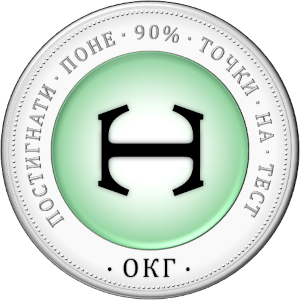 ПОСТИГНАТИ · ПОНЕ · 90% · ТОЧКИ · НА · ТЕСТ
H
· ОКГ ·